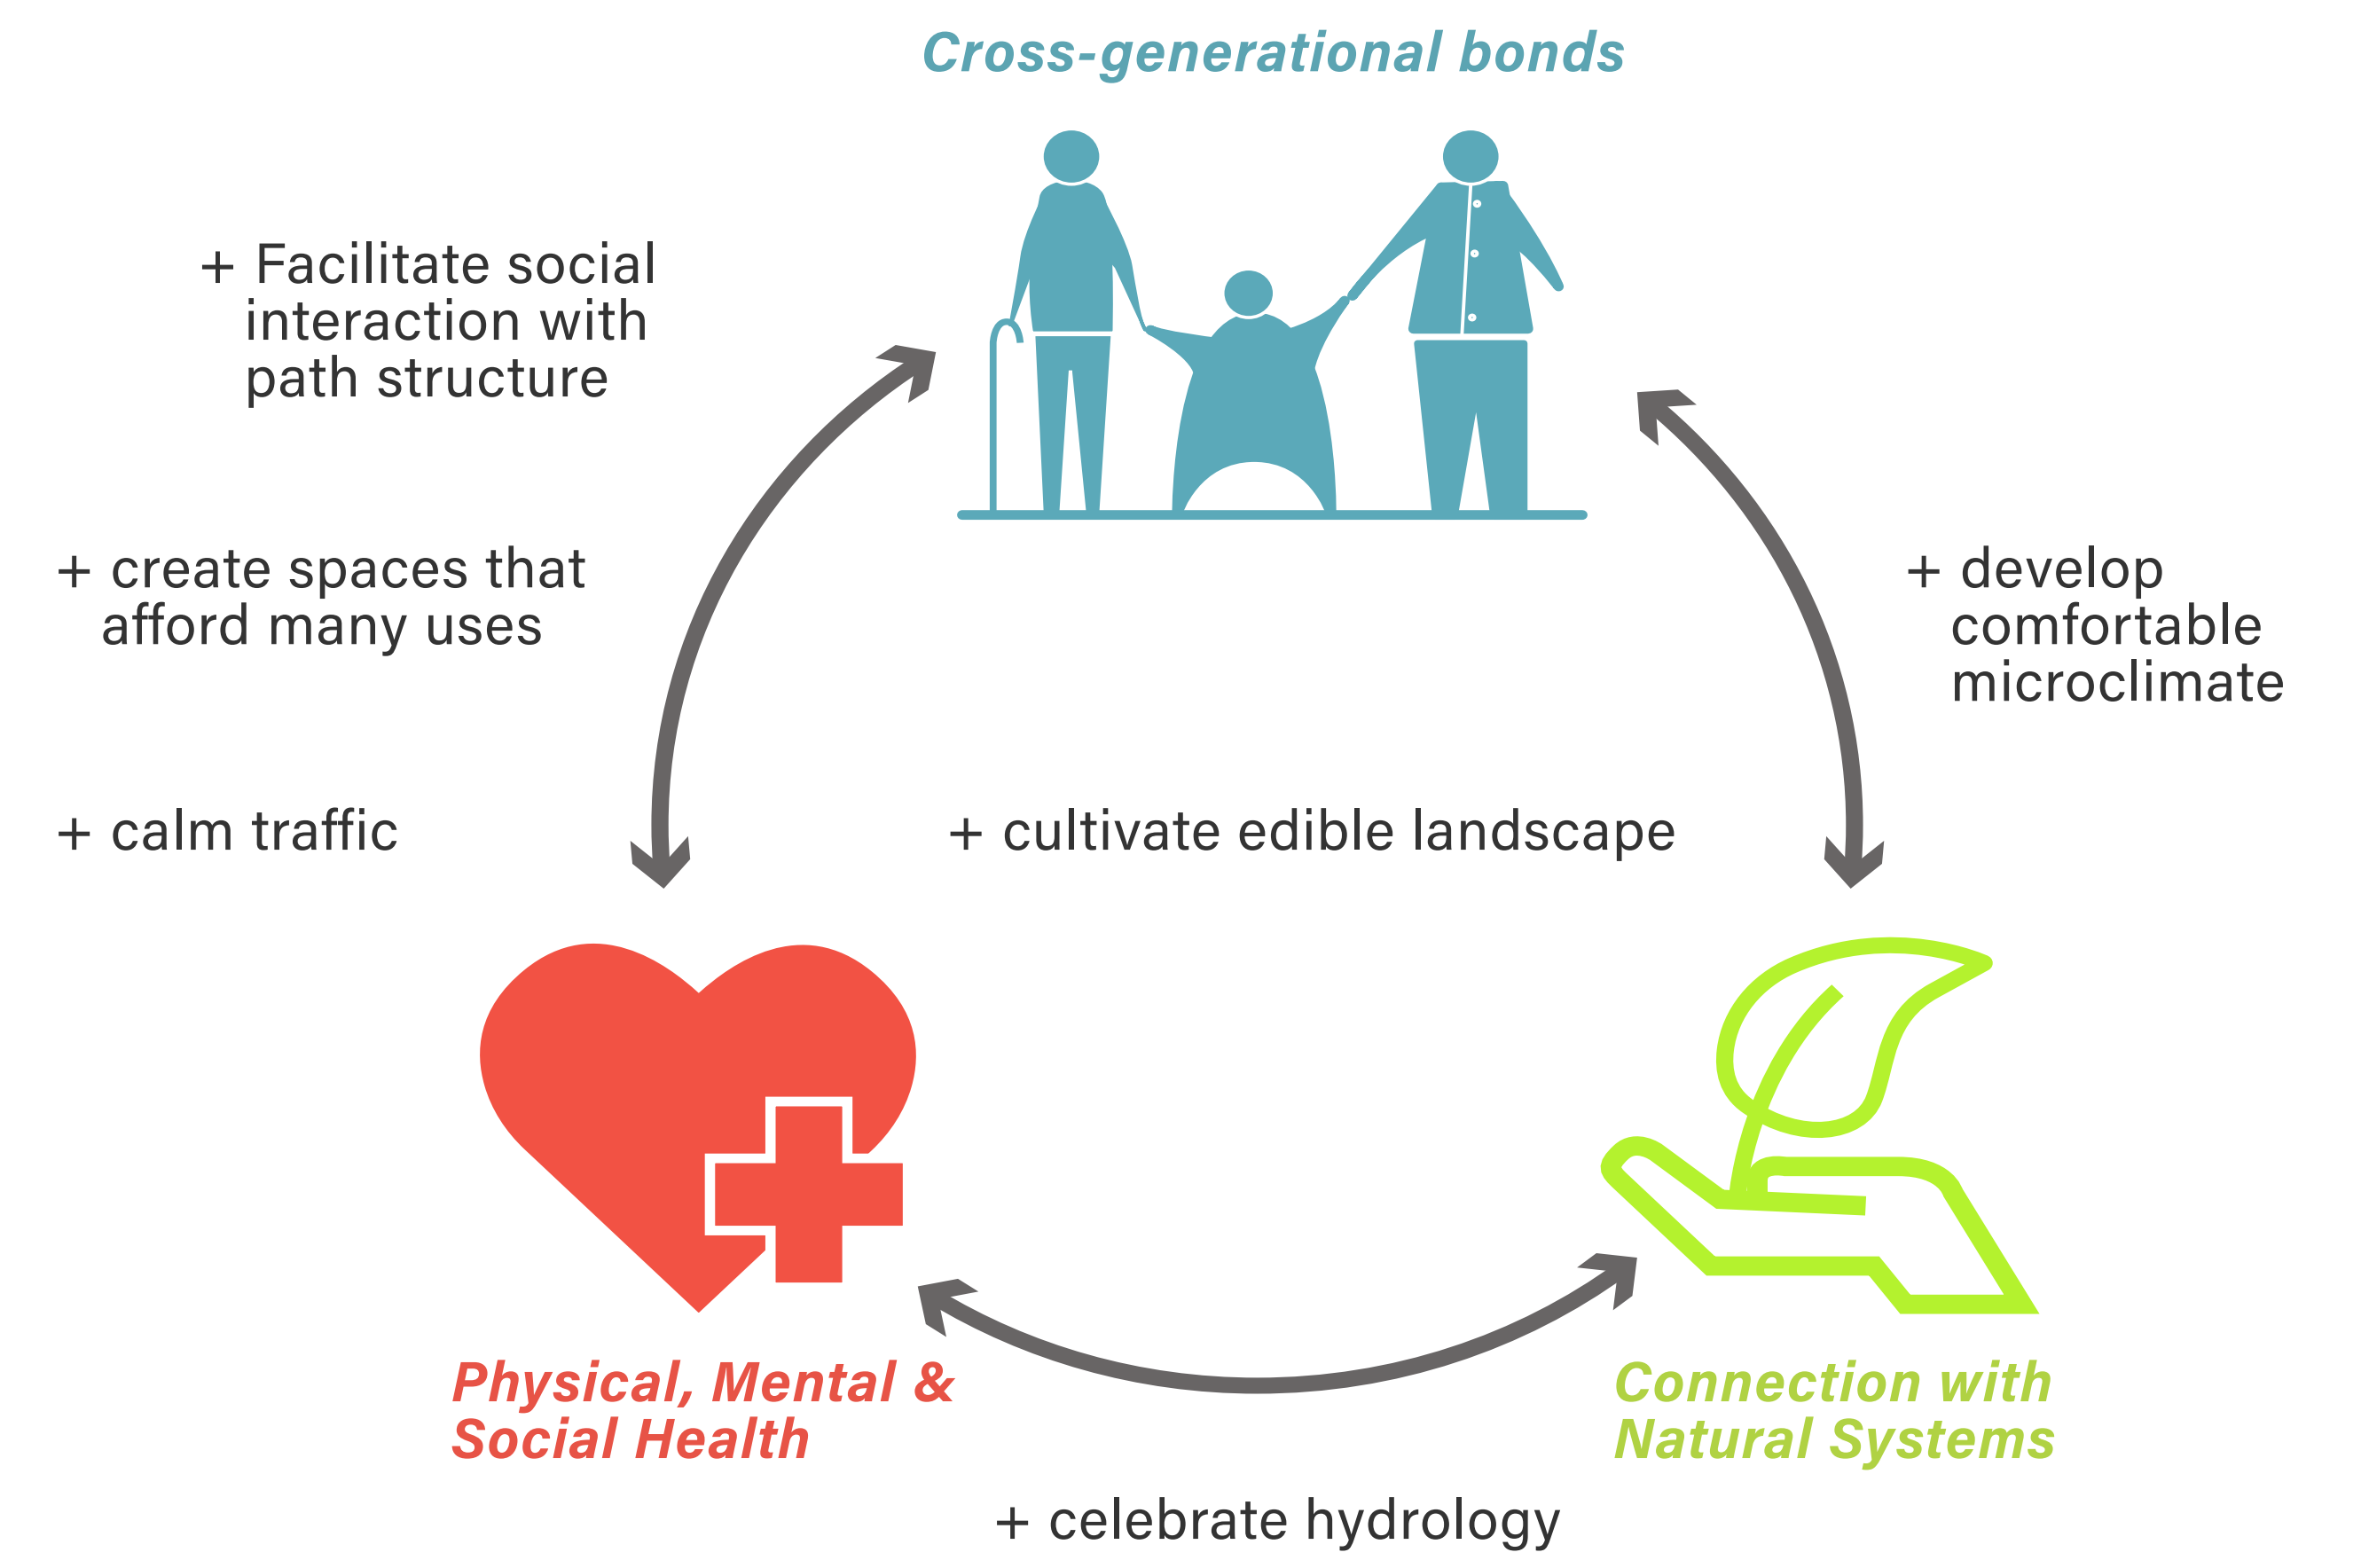 Cross-generational bonds
+ Facilitate social
interaction with
path structure
+ create spaces that
afford many uses
+ develop
comfortable
microclimate
+ calm traffic
+ cultivate edible landscape
Physical, Mental &
Social Health
Connection with
Natural Systems
+ celebrate hydrology